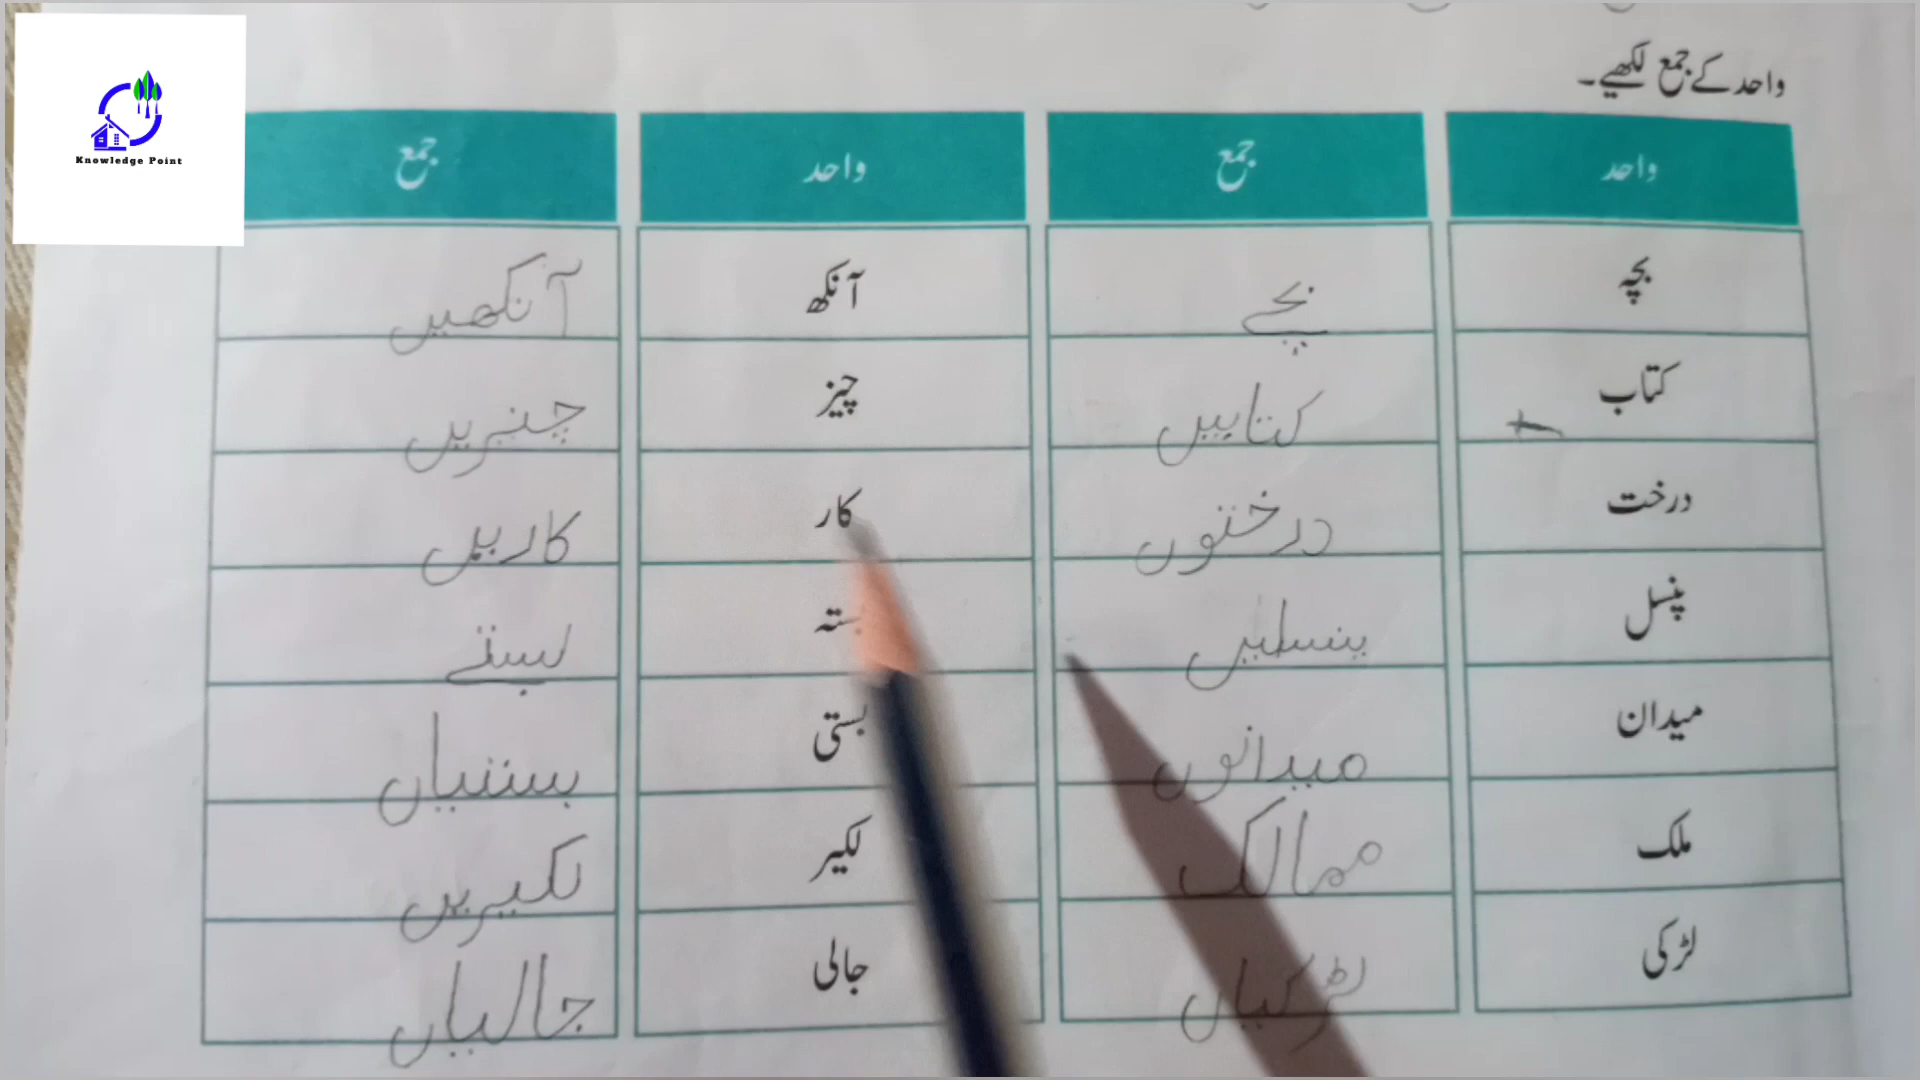 واحد کے جمع لکھیے۔
واحد جمع واحد جمع
بچہ بچے آنکھ آنکھیں
کتاب کتابیں چیز چیزیں
درخت درختوں کار کاریں
پنسل پنسلیں بستہ بستے
میدان میدانوں بستی بستیاں
ملک ممالک لکیر لکیریں
لڑکی لڑکیاں جالی جالیاں
Knowledge Point